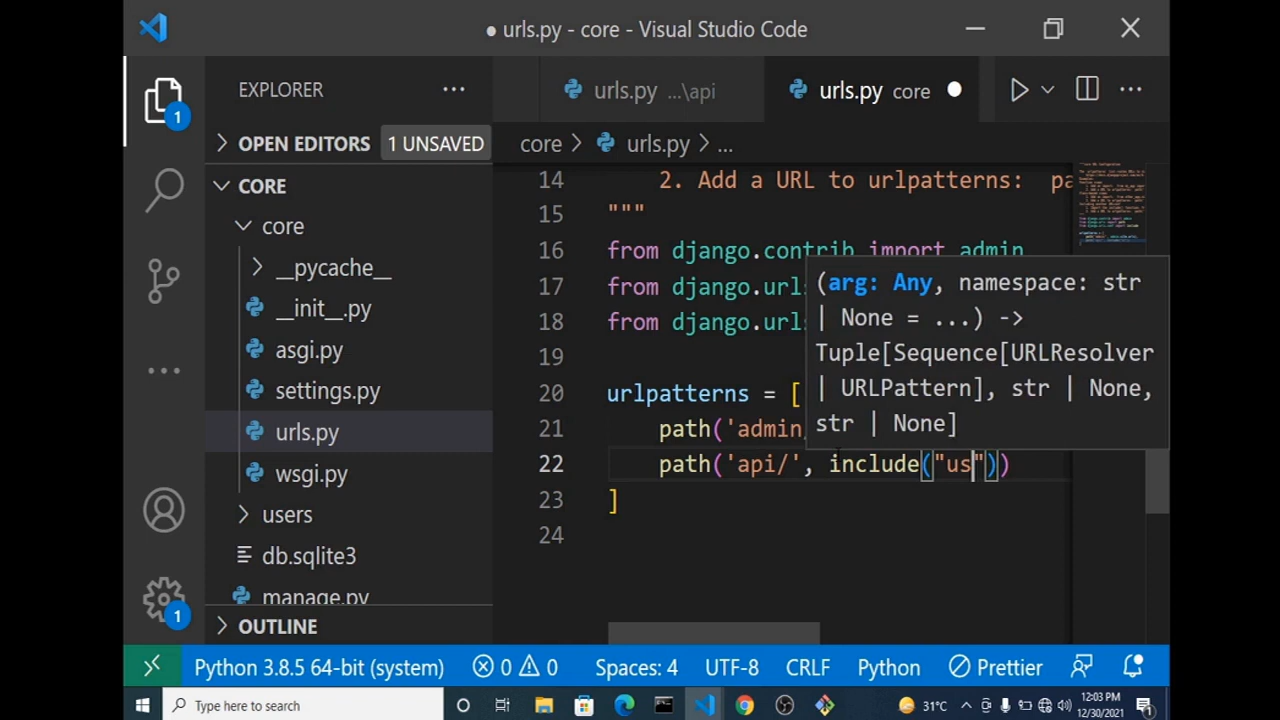 ● urls.py - core - Visual Studio Code
EXPLORER
urls.py ...\api
urls.py core
OPEN EDITORS
1 UNSAVED
core > urls.py > ...
CORE
core
__pycache__
__init__.py
asgi.py
settings.py
urls.py
wsgi.py
users
db.sqlite3
manage.py
OUTLINE
14 2. Add a URL to urlpatterns: pa
15 """
16 from django.contrib import admin
17 from django.urls
18 from django.urls
19
20 urlpatterns = [
21 path('admin/
22 path('api/', include("us"))
23 ]
24
(arg: Any, namespace: str
| None = ...) ->
Tuple[Sequence[URLResolver
| URLPattern], str | None,
str | None]
1
1
Python 3.8.5 64-bit (system) 0 0 Spaces: 4 UTF-8 CRLF Python Prettier
Type here to search
31°C
12:03 PM
12/30/2021
1